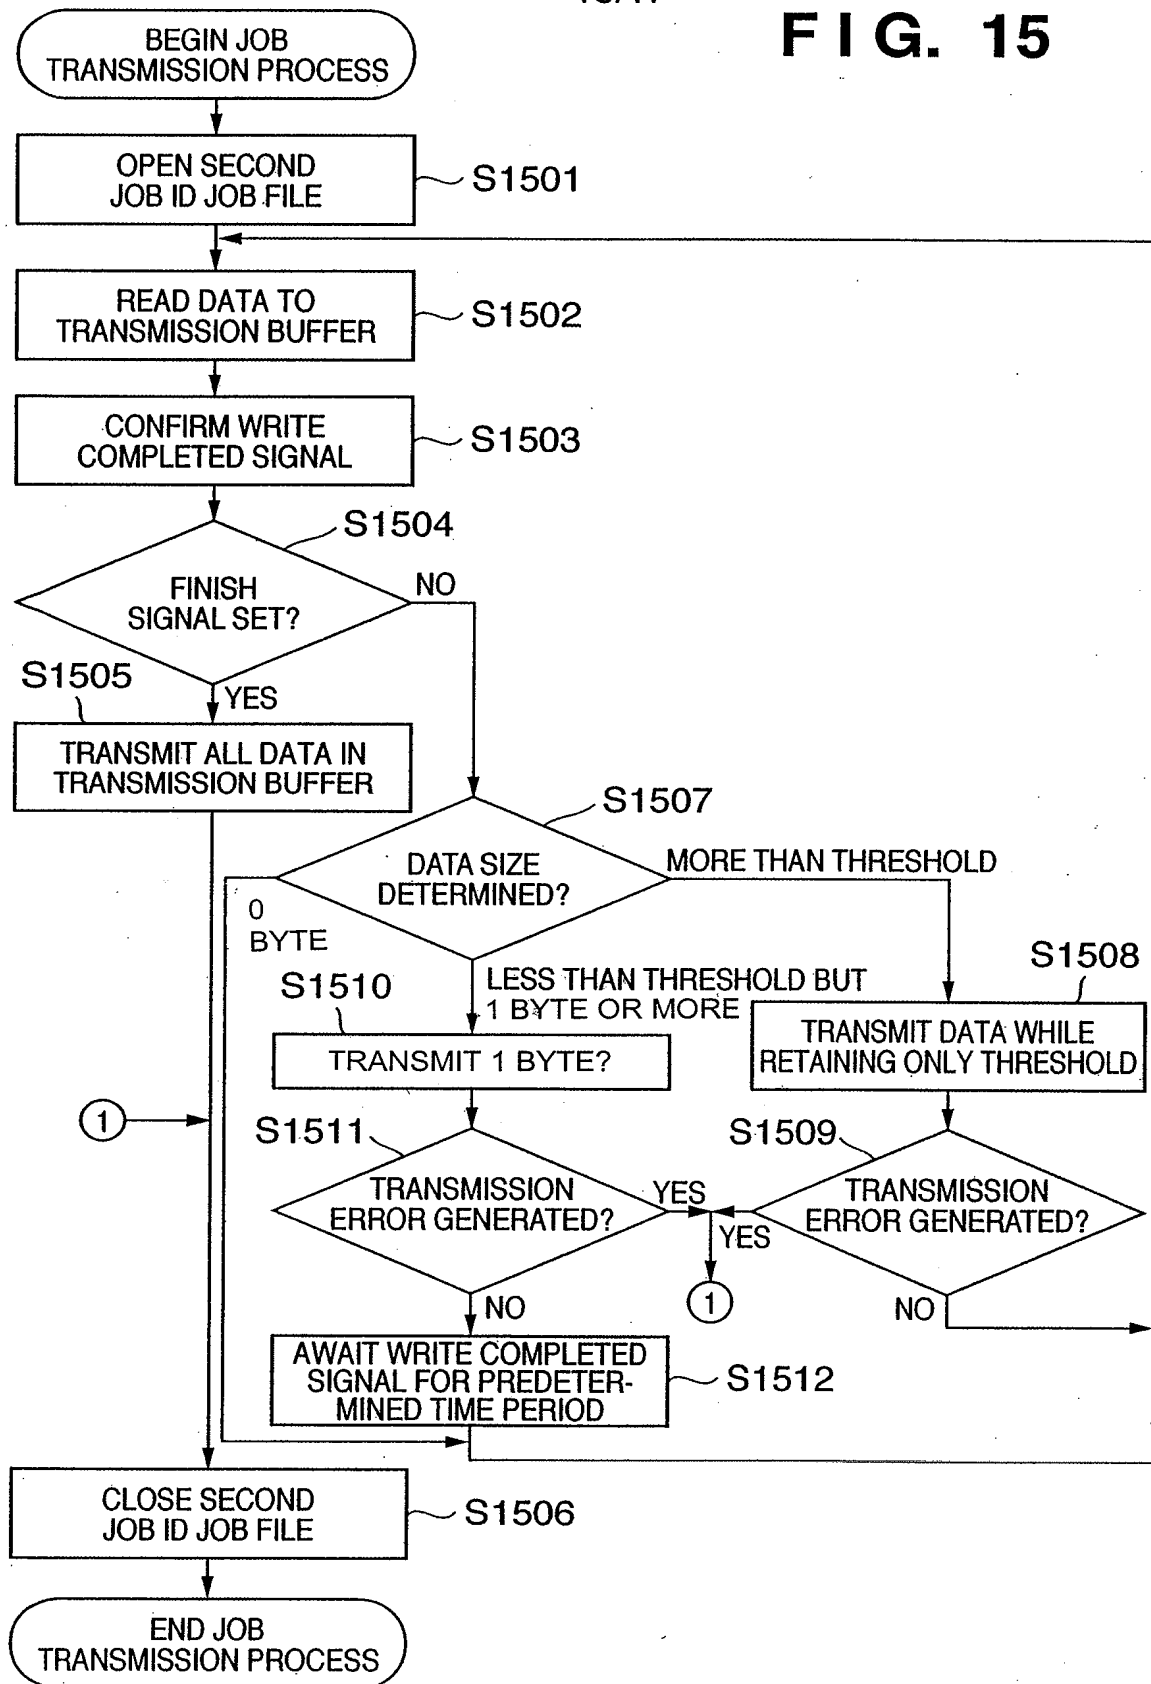 FIG. 15
BEGIN JOB
TRANSMISSION PROCESS
OPEN SECOND
JOB ID JOB FILE
S1501
READ DATA TO
TRANSMISSION BUFFER
S1502
CONFIRM WRITE
COMPLETED SIGNAL
S1503
S1504
FINISH
SIGNAL SET?
NO
S1505
YES
TRANSMIT ALL DATA IN
TRANSMISSION BUFFER
S1507
DATA SIZE
DETERMINED?
MORE THAN THRESHOLD
0
BYTE
LESS THAN THRESHOLD BUT
1 BYTE OR MORE
S1510
S1508
TRANSMIT 1 BYTE?
TRANSMIT DATA WHILE
RETAINING ONLY THRESHOLD
1
S1511
S1509
TRANSMISSION
ERROR GENERATED?
YES
YES
TRANSMISSION
ERROR GENERATED?
1
NO
NO
AWAIT WRITE COMPLETED
SIGNAL FOR PREDETER-
MINED TIME PERIOD
S1512
CLOSE SECOND
JOB ID JOB FILE
S1506
END JOB
TRANSMISSION PROCESS